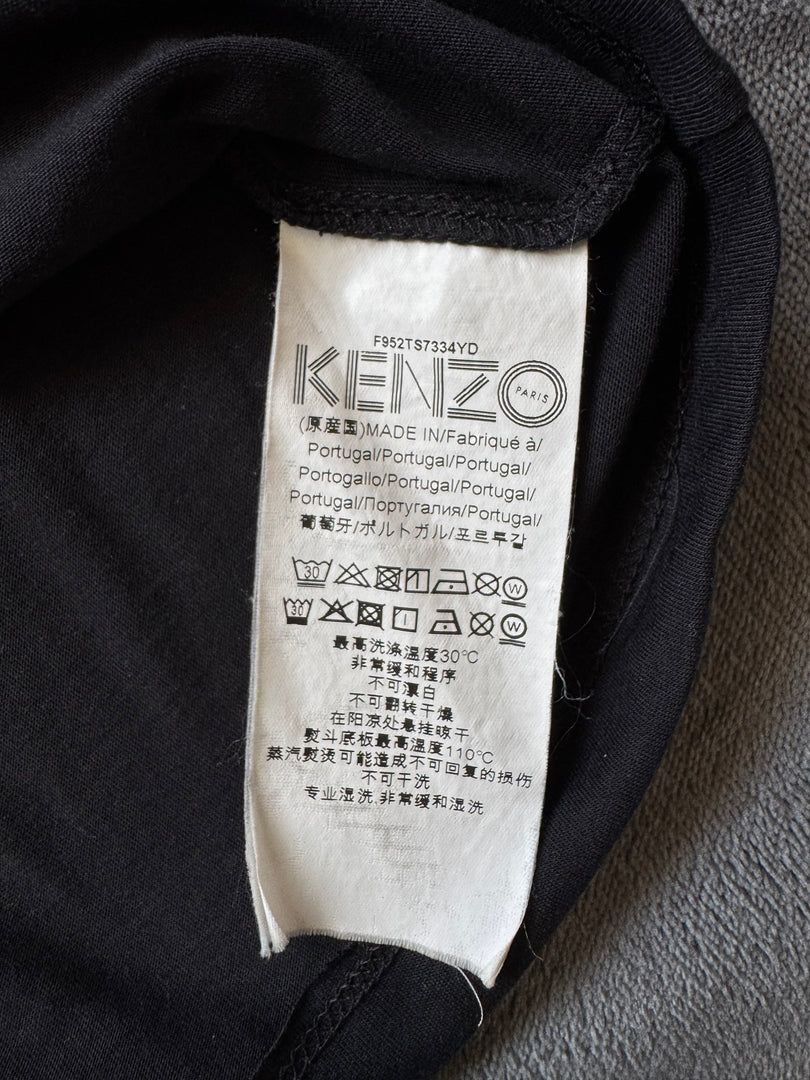 F952TS7334YD
KENZO PARIS
(原産国)MADE IN/Fabriqué à/
Portugal/Portugal/Portugal/
Portogallo/Portugal/Portugal/
Portugal/Португалия/Portugal/
葡萄牙/ポルトガル/포르투갈
30 W
30 W
最高洗涤温度30℃
非常缓和程序
不可漂白
不可翻转干燥
在阴凉处悬挂晾干
熨斗底板最高温度110℃
蒸汽熨烫可能造成不可回复的损伤
不可干洗
专业湿洗,非常缓和湿洗